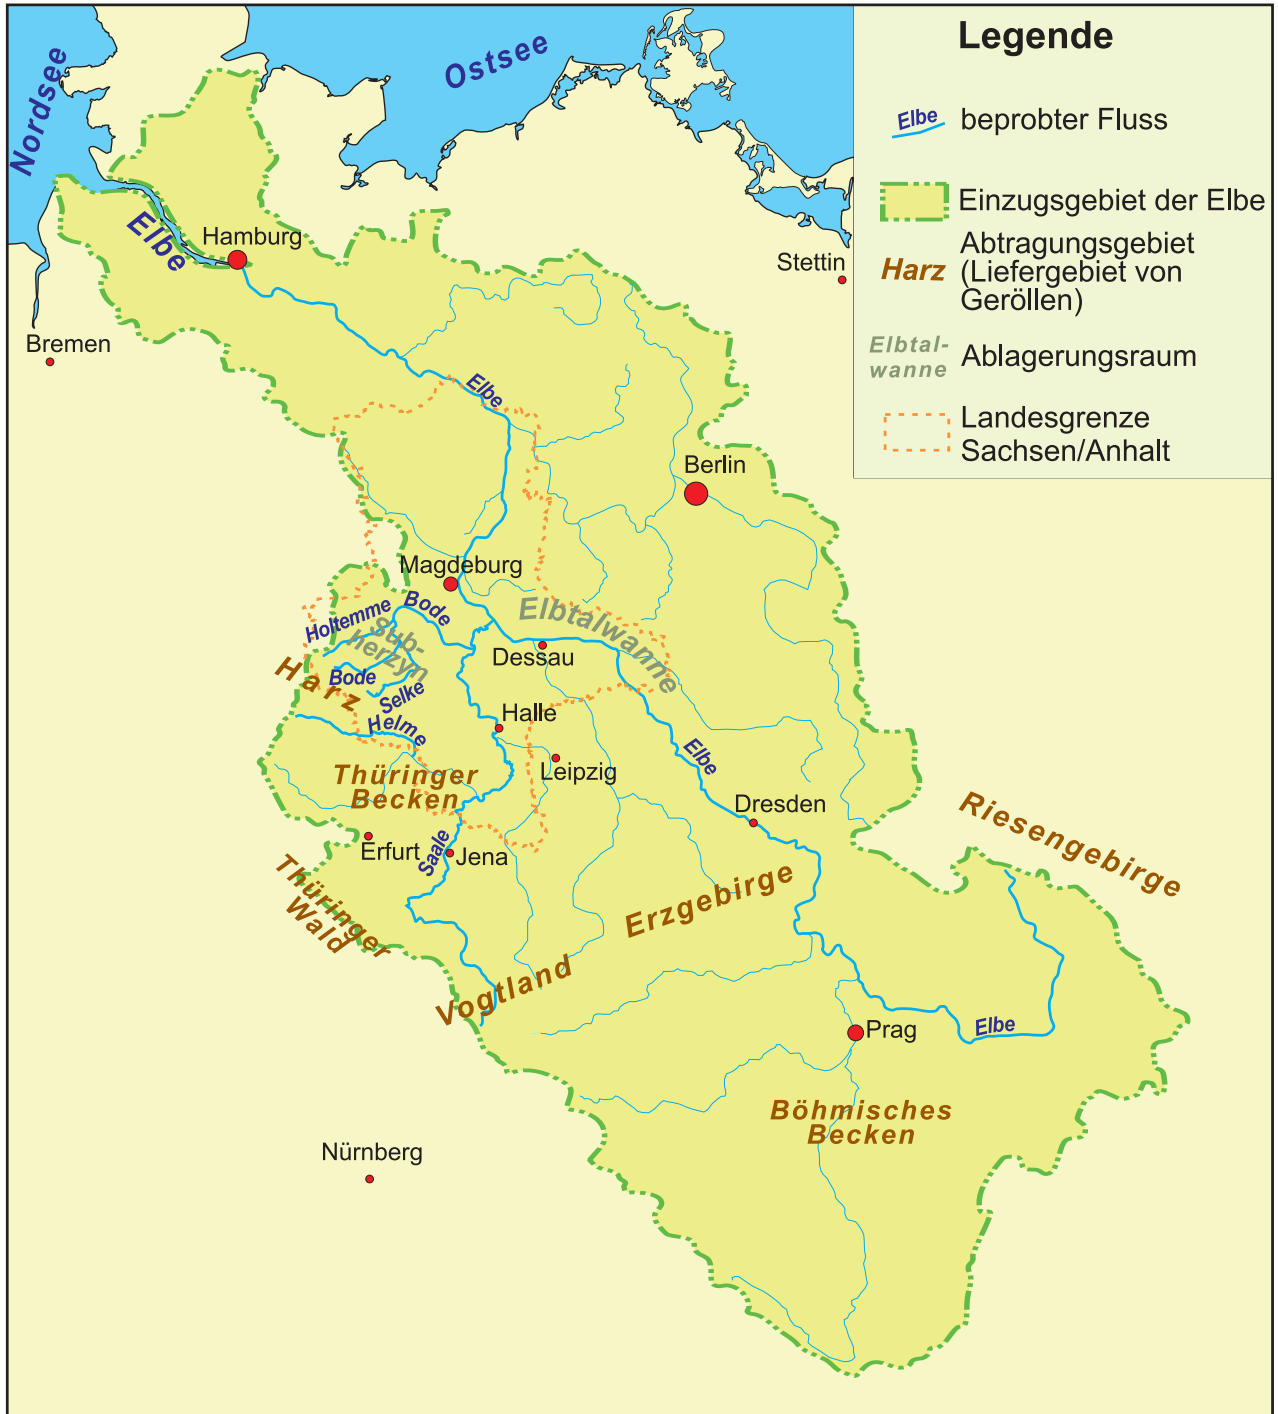 Legende
Elbe
beprobter Fluss
Einzugsgebiet der Elbe
Harz
Abtragungsgebiet
(Liefergebiet von
Geröllen)
Elbtal-
wanne
Ablagerungsraum
Landesgrenze
Sachsen/Anhalt
Nordsee
Ostsee
Elbe
Hamburg
Stettin
Bremen
Elbe
Berlin
Magdeburg
Holtemme
Bode
Sub-
herzyn
Elbtalwanne
Dessau
Harz
Bode
Selke
Helme
Halle
Elbe
Leipzig
Thüringer
Becken
Dresden
Riesengebirge
Erfurt
Saale
Jena
Thüringer
Wald
Erzgebirge
Vogtland
Elbe
Prag
Böhmisches
Becken
Nürnberg